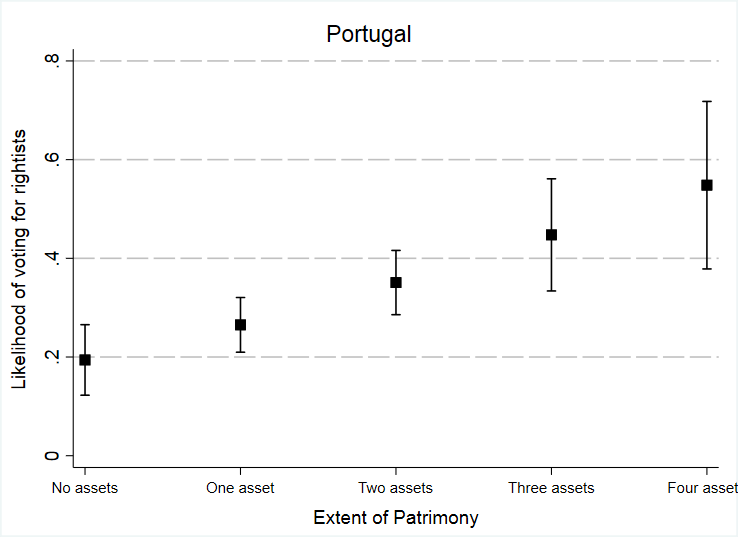 Portugal
Likelihood of voting for rightists
.8
.6
.4
.2
0
No assets
One asset
Two assets
Three assets
Four asset
Extent of Patrimony